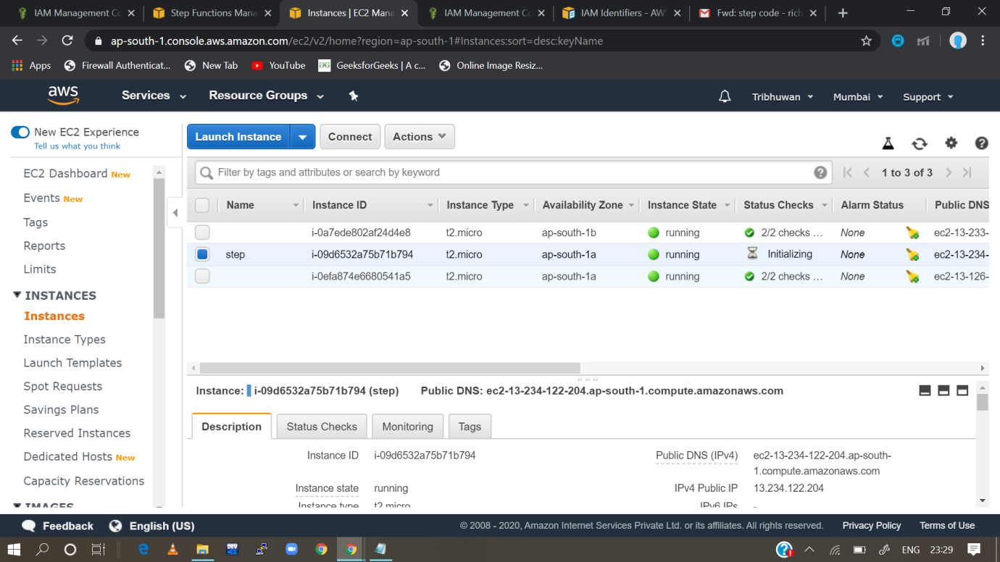 IAM Management Co
Step Functions Mana
Instances | EC2 Mana
IAM Management Co
IAM Identifiers - AW
Fwd: step code - rich
ap-south-1.console.aws.amazon.com/ec2/v2/home?region=ap-south-1#Instances:sort=desc:keyName
Apps Firewall Authenticat... New Tab YouTube GeeksforGeeks | A c... Online Image Resiz...
aws Services Resource Groups Tribhuwan Mumbai Support
New EC2 Experience
Tell us what you think
EC2 Dashboard New
Events New
Tags
Reports
Limits
INSTANCES
Instances
Instance Types
Launch Templates
Spot Requests
Savings Plans
Reserved Instances
Dedicated Hosts New
Capacity Reservations
IMAGES
Launch Instance Connect Actions
Filter by tags and attributes or search by keyword
1 to 3 of 3
Name Instance ID Instance Type Availability Zone Instance State Status Checks Alarm Status Public DNS
i-0a7ede802af24d4e8 t2.micro ap-south-1b running 2/2 checks ... None ec2-13-233-
step i-09d6532a75b71b794 t2.micro ap-south-1a running Initializing None ec2-13-234-
i-0efa874e6680541a5 t2.micro ap-south-1a running 2/2 checks ... None ec2-13-126-
Instance: i-09d6532a75b71b794 (step) Public DNS: ec2-13-234-122-204.ap-south-1.compute.amazonaws.com
Description Status Checks Monitoring Tags
Instance ID i-09d6532a75b71b794
Public DNS (IPv4) ec2-13-234-122-204.ap-south-
1.compute.amazonaws.com
Instance state running
IPv4 Public IP 13.234.122.204
Instance type t2.micro
IPv6 IPs -
Feedback English (US)
© 2008 - 2020, Amazon Internet Services Private Ltd. or its affiliates. All rights reserved. Privacy Policy Terms of Use
DEV
ENG 23:29